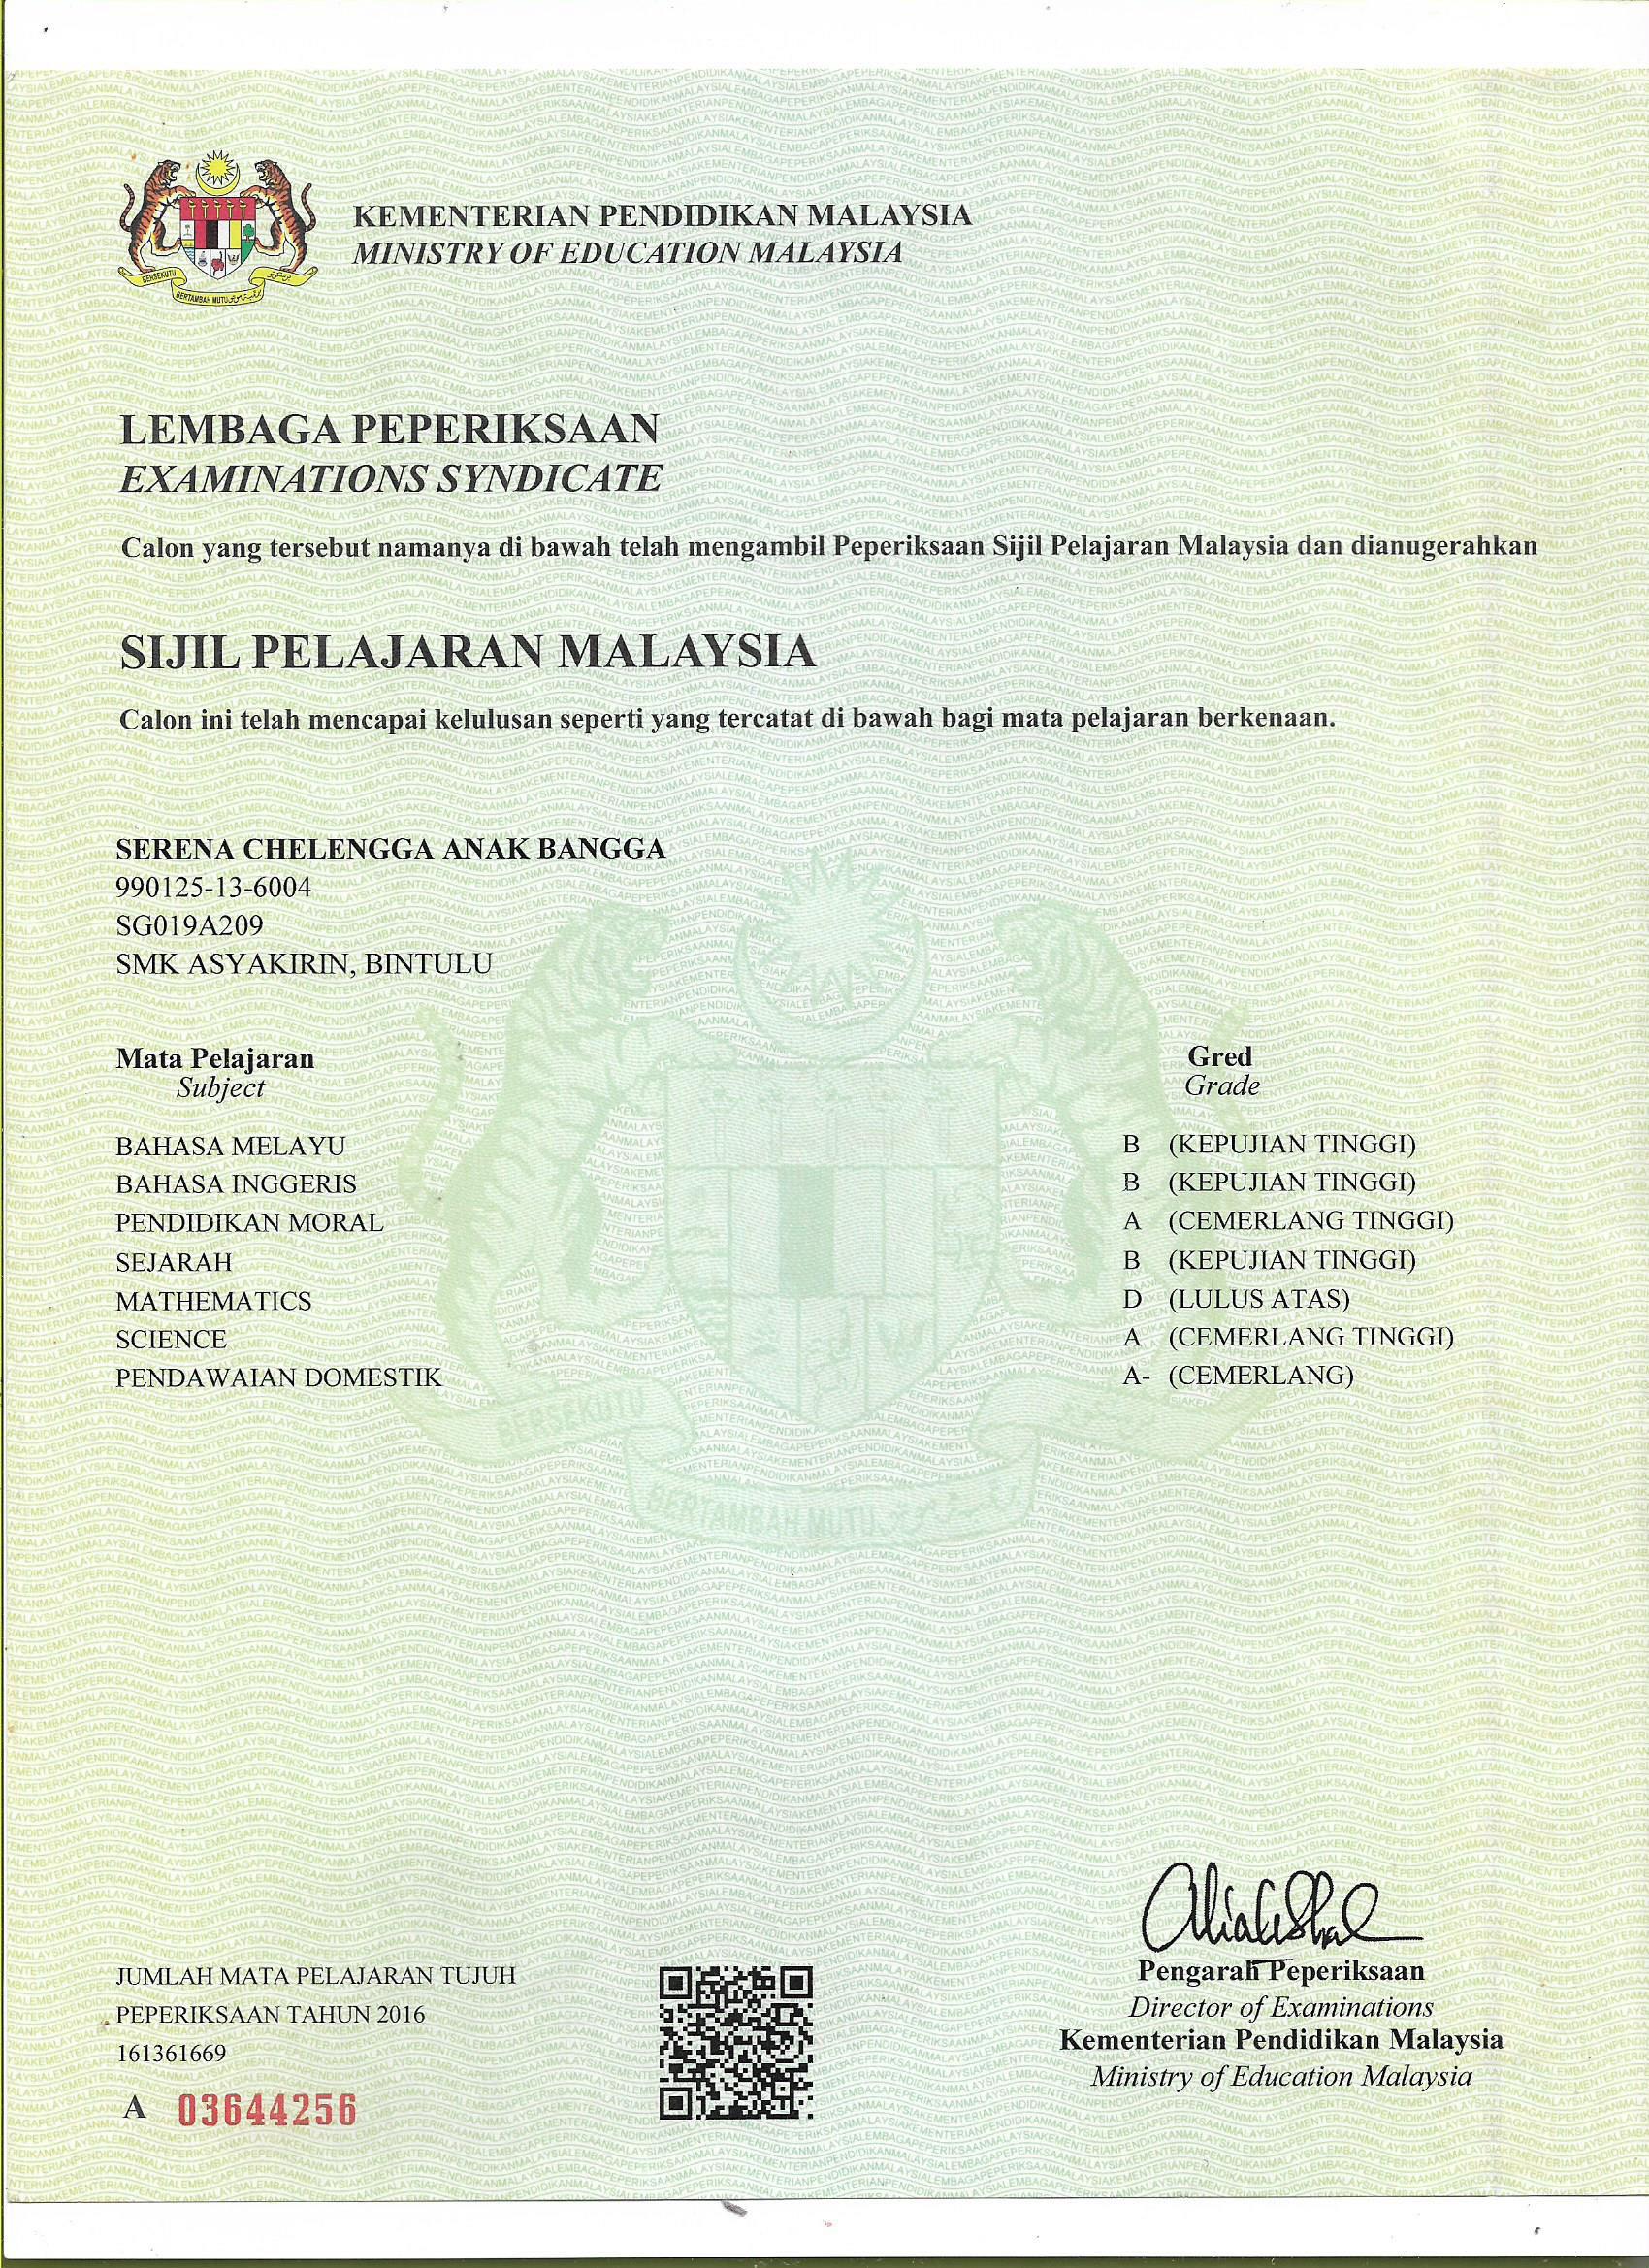 BERSEKUTU
BERTAMBAH MUTU
KEMENTERIAN PENDIDIKAN MALAYSIA
MINISTRY OF EDUCATION MALAYSIA
LEMBAGA PEPERIKSAAN
EXAMINATIONS SYNDICATE
Calon yang tersebut namanya di bawah telah mengambil Peperiksaan Sijil Pelajaran Malaysia dan dianugerahkan
SIJIL PELAJARAN MALAYSIA
Calon ini telah mencapai kelulusan seperti yang tercatat di bawah bagi mata pelajaran berkenaan.
SERENA CHELENGGA ANAK BANGGA
990125-13-6004
SG019A209
SMK ASYAKIRIN, BINTULU
Mata Pelajaran Gred
Subject Grade
BAHASA MELAYU B (KEPUJIAN TINGGI)
BAHASA INGGERIS B (KEPUJIAN TINGGI)
PENDIDIKAN MORAL A (CEMERLANG TINGGI)
SEJARAH B (KEPUJIAN TINGGI)
MATHEMATICS D (LULUS ATAS)
SCIENCE A (CEMERLANG TINGGI)
PENDAWAIAN DOMESTIK A- (CEMERLANG)
BERSEKUTU
BERTAMBAH MUTU
JUMLAH MATA PELAJARAN TUJUH
PEPERIKSAAN TAHUN 2016
161361669
A 03644256
Pengarah Peperiksaan
Director of Examinations
Kementerian Pendidikan Malaysia
Ministry of Education Malaysia